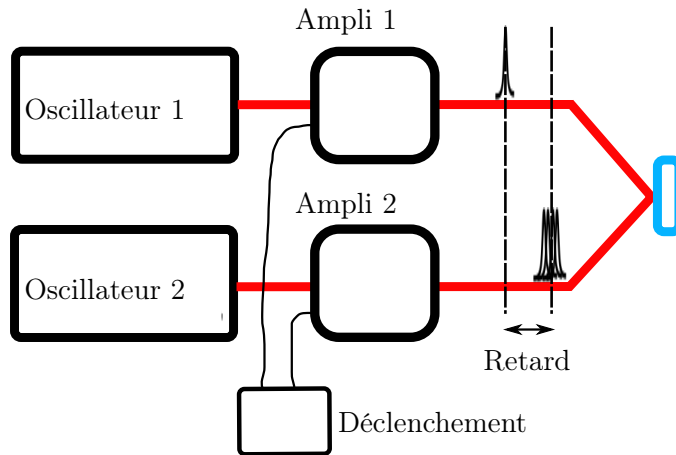 Ampli 1
Oscillateur 1
Ampli 2
Oscillateur 2
Retard
Déclenchement